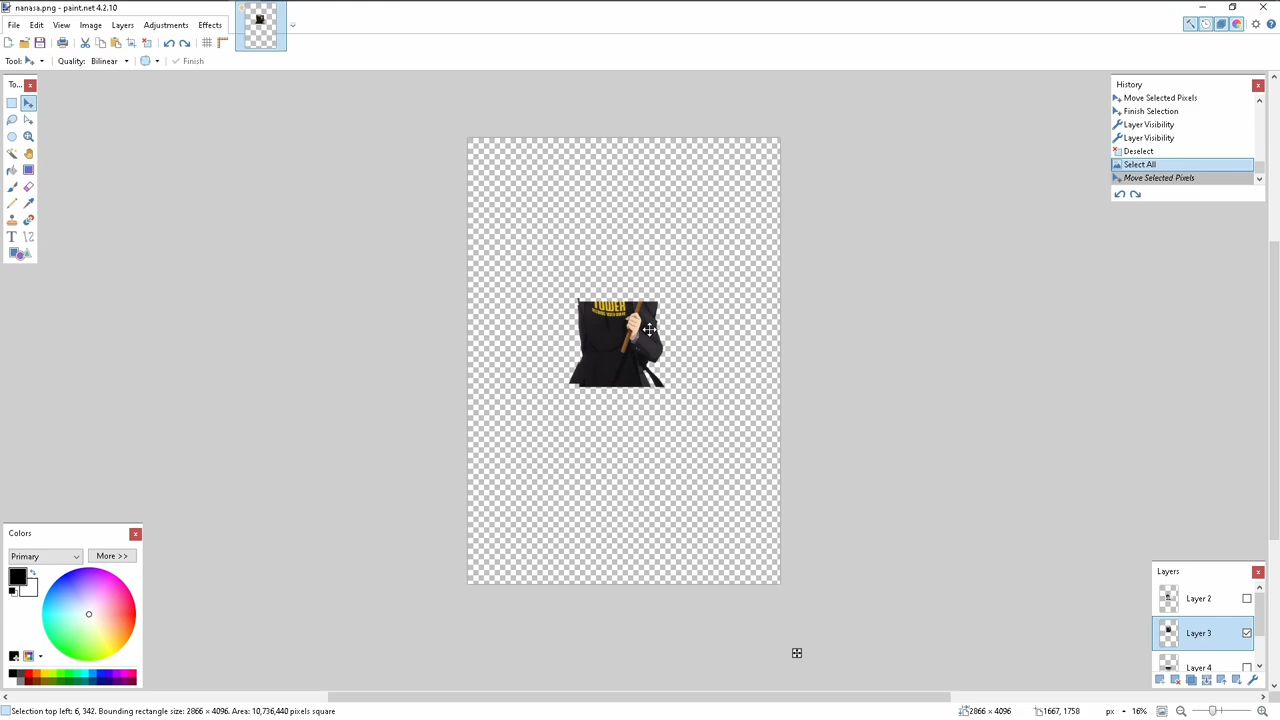 nanasa.png - paint.net 4.2.10
File Edit View Image Layers Adjustments Effects
Tool: Quality: Bilinear Finish
To...
History
Move Selected Pixels
Finish Selection
Layer Visibility
Layer Visibility
Deselect
Select All
Move Selected Pixels
TOWER
Colors
Primary More >>
Layers
Layer 2
Layer 3
Layer 4
Selection top left: 6, 342. Bounding rectangle size: 2866 × 4096. Area: 10,736,440 pixels square 2866 × 4096 1667, 1758 px 16%